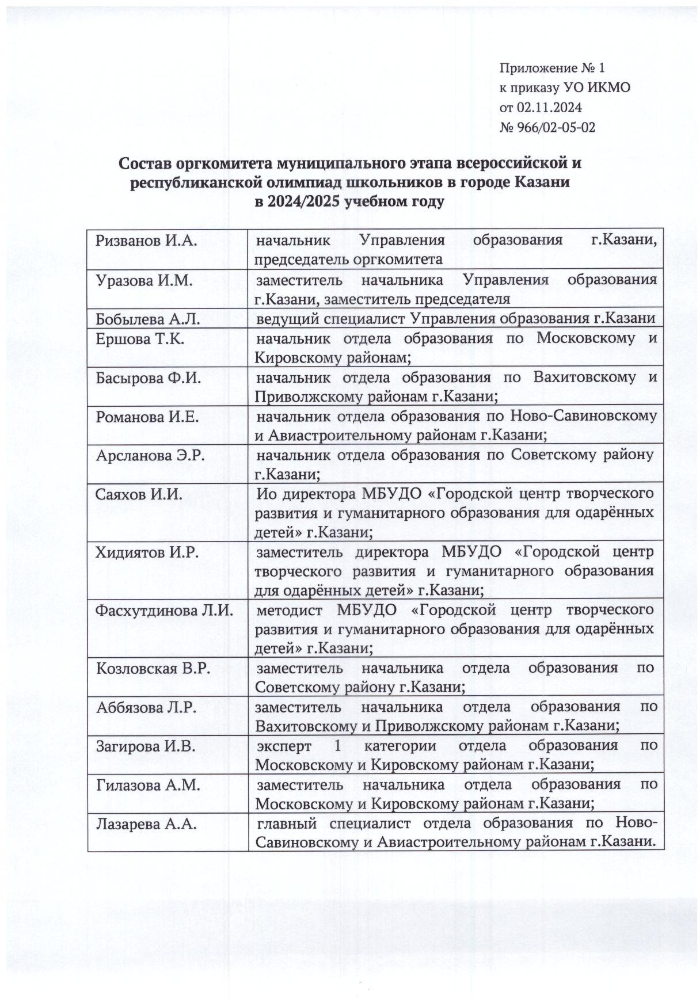 Приложение № 1
к приказу УО ИКМО
от 02.11.2024
№ 966/02-05-02
Состав оргкомитета муниципального этапа всероссийской и
республиканской олимпиад школьников в городе Казани
в 2024/2025 учебном году
Ризванов И.А.
начальник Управления образования г.Казани,
председатель оргкомитета
Уразова И.М.
заместитель начальника Управления образования
г.Казани, заместитель председателя
Бобылева А.Л.
ведущий специалист Управления образования г.Казани
Ершова Т.К.
начальник отдела образования по Московскому и
Кировскому районам;
Басырова Ф.И.
начальник отдела образования по Вахитовскому и
Приволжскому районам г.Казани;
Романова И.Е.
начальник отдела образования по Ново-Савиновскому
и Авиастроительному районам г.Казани;
Арсланова Э.Р.
начальник отдела образования по Советскому району
г.Казани;
Саяхов И.И.
Ио директора МБУДО «Городской центр творческого
развития и гуманитарного образования для одарённых
детей» г.Казани;
Хидиятов И.Р.
заместитель директора МБУДО «Городской центр
творческого развития и гуманитарного образования
для одарённых детей» г.Казани;
Фасхутдинова Л.И.
методист МБУДО «Городской центр творческого
развития и гуманитарного образования для одарённых
детей» г.Казани;
Козловская В.Р.
заместитель начальника отдела образования по
Советскому району г.Казани;
Аббязова Л.Р.
заместитель начальника отдела образования по
Вахитовскому и Приволжскому районам г.Казани;
Загирова И.В.
эксперт 1 категории отдела образования по
Московскому и Кировскому районам г.Казани;
Гилазова А.М.
заместитель начальника отдела образования по
Московскому и Кировскому районам г.Казани;
Лазарева А.А.
главный специалист отдела образования по Ново-
Савиновскому и Авиастроительному районам г.Казани.